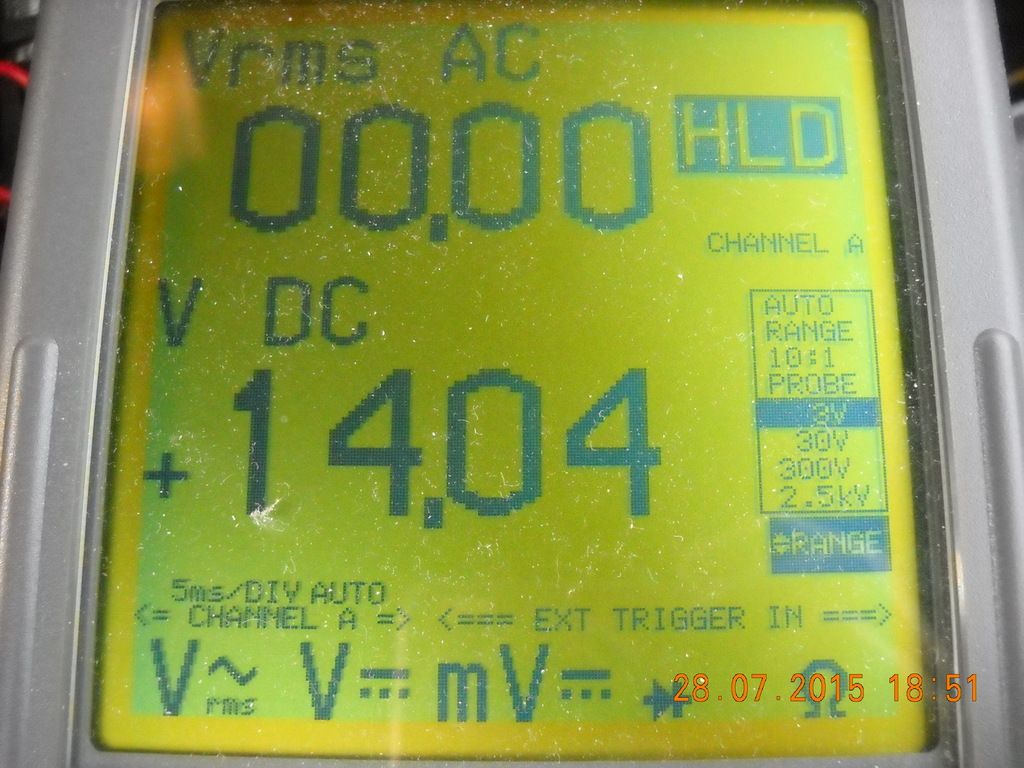 Vrms AC
00,00
HLD
CHANNEL A
V DC
+14,04
AUTO
RANGE
10:1
PROBE
3V
30V
300V
2.5kV
RANGE
5ms/DIV AUTO
<= CHANNEL A => <=== EXT TRIGGER IN ===>
V~ rms V mV Ω
28.07.2015 18:51